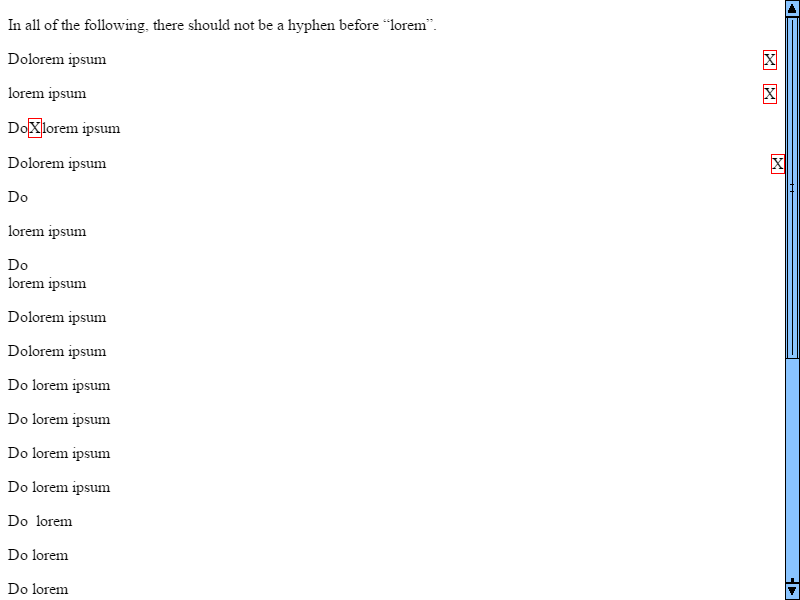 In all of the following, there should not be a hyphen before “lorem”.
Dolorem ipsum X
lorem ipsum X
DoXlorem ipsum
Dolorem ipsum X
Do
lorem ipsum
Do
lorem ipsum
Dolorem ipsum
Dolorem ipsum
Do lorem ipsum
Do lorem ipsum
Do lorem ipsum
Do lorem ipsum
Do  lorem
Do lorem
Do lorem